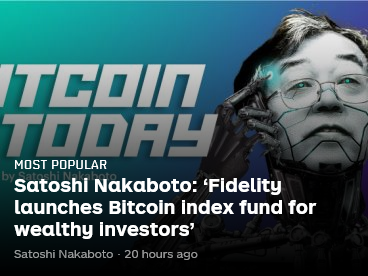 ITCOIN
TODAY
MOST POPULAR
by Satoshi Nakaboto
Satoshi Nakaboto: ‘Fidelity
launches Bitcoin index fund for
wealthy investors’
Satoshi Nakaboto · 20 hours ago